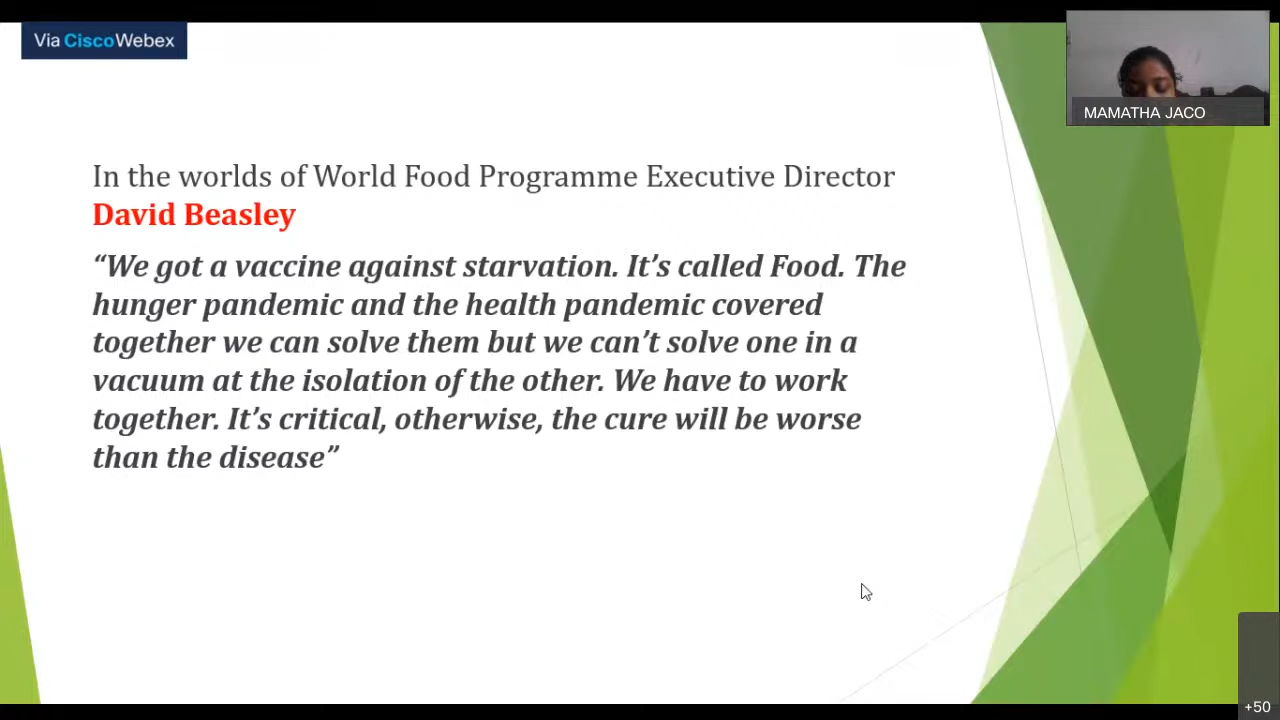 Via CiscoWebex
MAMATHA JACO
In the worlds of World Food Programme Executive Director
David Beasley
“We got a vaccine against starvation. It’s called Food. The
hunger pandemic and the health pandemic covered
together we can solve them but we can’t solve one in a
vacuum at the isolation of the other. We have to work
together. It’s critical, otherwise, the cure will be worse
than the disease”
+50